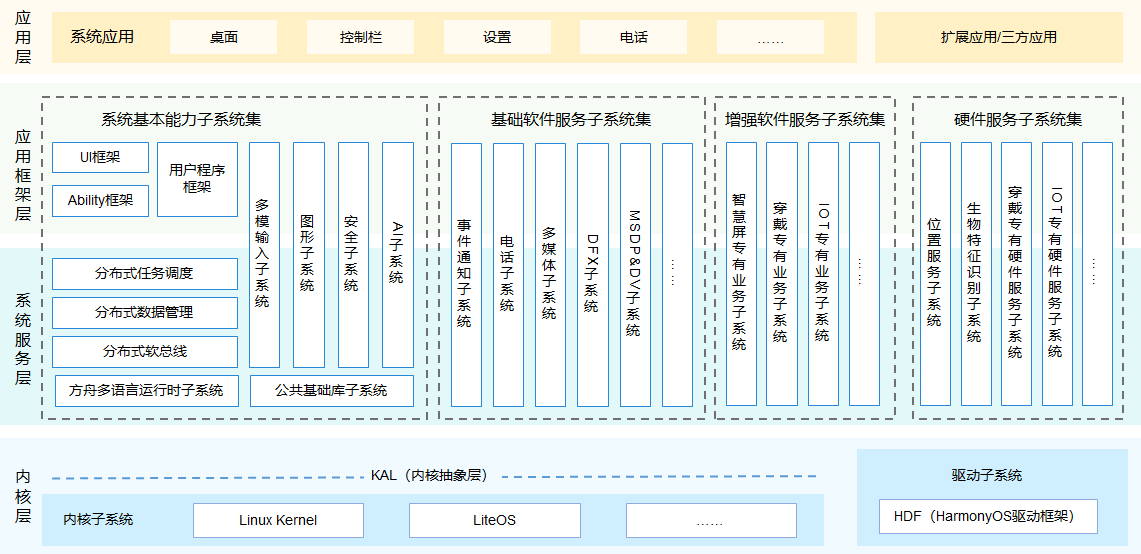 应用层
系统应用
桌面
控制栏
设置
电话
……
扩展应用/三方应用
应用框架层
系统服务层
系统基本能力子系统集
UI框架
Ability框架
用户程序
框架
多模输入子系统
图形子系统
安全子系统
AI子系统
分布式任务调度
分布式数据管理
分布式软总线
方舟多语言运行时子系统
公共基础库子系统
基础软件服务子系统集
事件通知子系统
电话子系统
多媒体子系统
DFX子系统
MSDP&DV子系统
……
增强软件服务子系统集
智慧屏专有业务子系统
穿戴专有业务子系统
IOT专有业务子系统
……
硬件服务子系统集
位置服务子系统
生物特征识别子系统
穿戴专有硬件服务子系统
IOT专有硬件服务子系统
……
内核层
KAL（内核抽象层）
内核子系统
Linux Kernel
LiteOS
……
驱动子系统
HDF（HarmonyOS驱动框架）